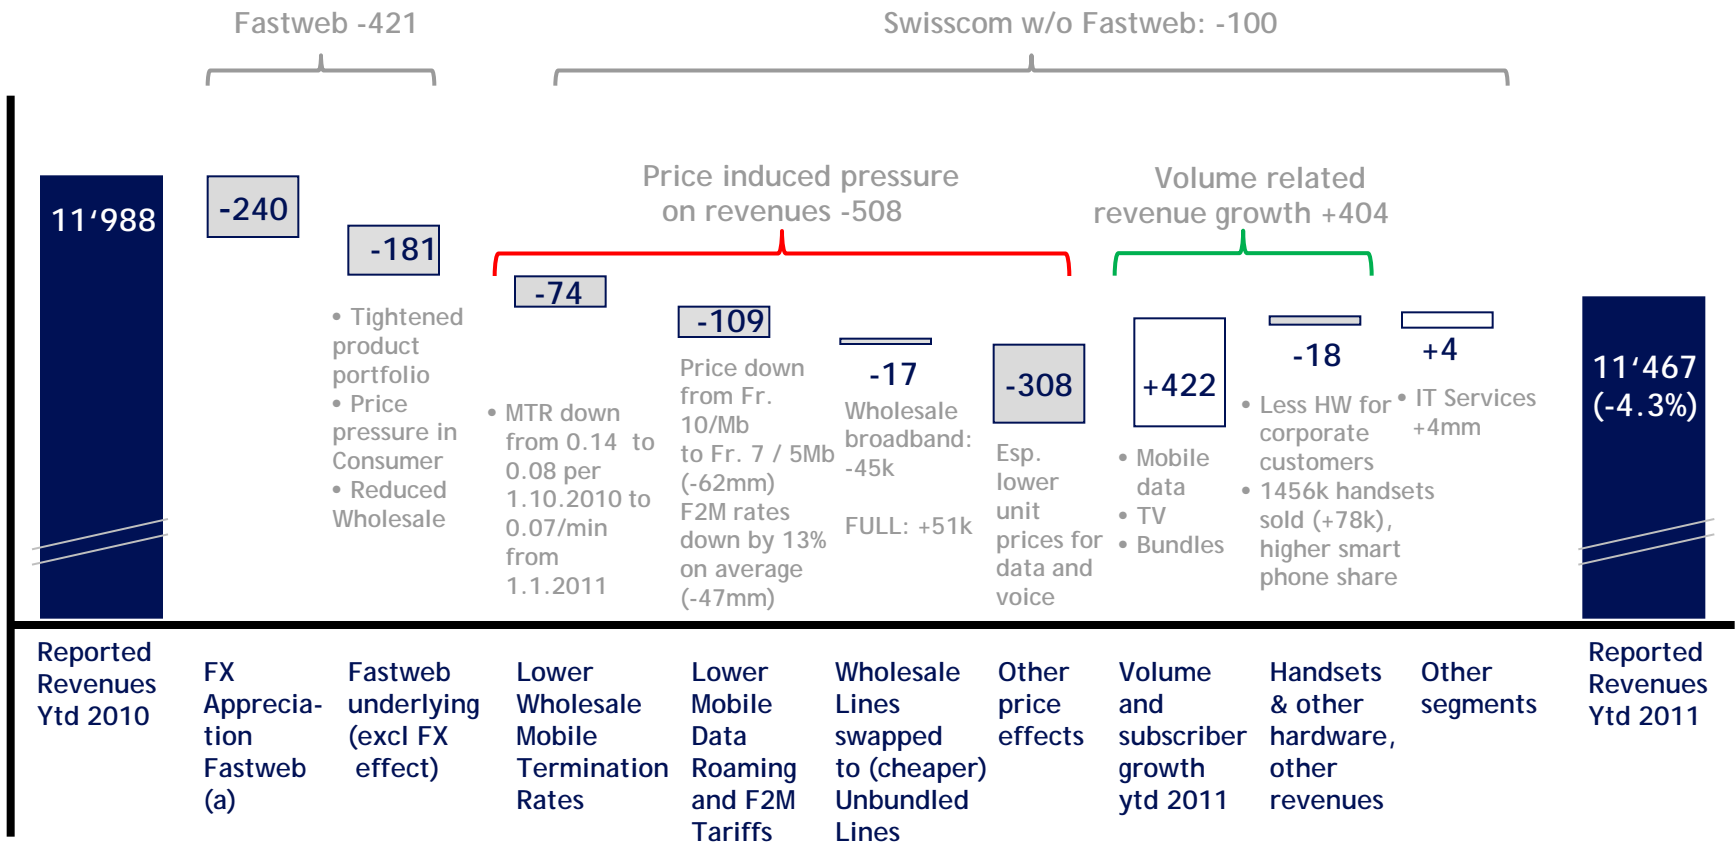 Fastweb -421
Swisscom w/o Fastweb: -100
Price induced pressure
on revenues -508
Volume related
revenue growth +404
11‘988
-240
-181
• Tightened
product
portfolio
• Price
pressure in
Consumer
• Reduced
Wholesale
-74
• MTR down
from 0.14 to
0.08 per
1.10.2010 to
0.07/min
from
1.1.2011
-109
Price down
from Fr.
10/Mb
to Fr. 7 / 5Mb
(-62mm)
F2M rates
down by 13%
on average
(-47mm)
-17
Wholesale
broadband:
-45k
FULL: +51k
-308
Esp.
lower
unit
prices for
data and
voice
+422
• Mobile
data
• TV
• Bundles
-18
• Less HW for
corporate
customers
• 1456k handsets
sold (+78k),
higher smart
phone share
+4
• IT Services
+4mm
11‘467
(-4.3%)
Reported
Revenues
Ytd 2010
FX
Apprecia-
tion
Fastweb
(a)
Fastweb
underlying
(excl FX
effect)
Lower
Wholesale
Mobile
Termination
Rates
Lower
Mobile
Data
Roaming
and F2M
Tariffs
Wholesale
Lines
swapped
to (cheaper)
Unbundled
Lines
Other
price
effects
Volume
and
subscriber
growth
ytd 2011
Handsets
& other
hardware,
other
revenues
Other
segments
Reported
Revenues
Ytd 2011